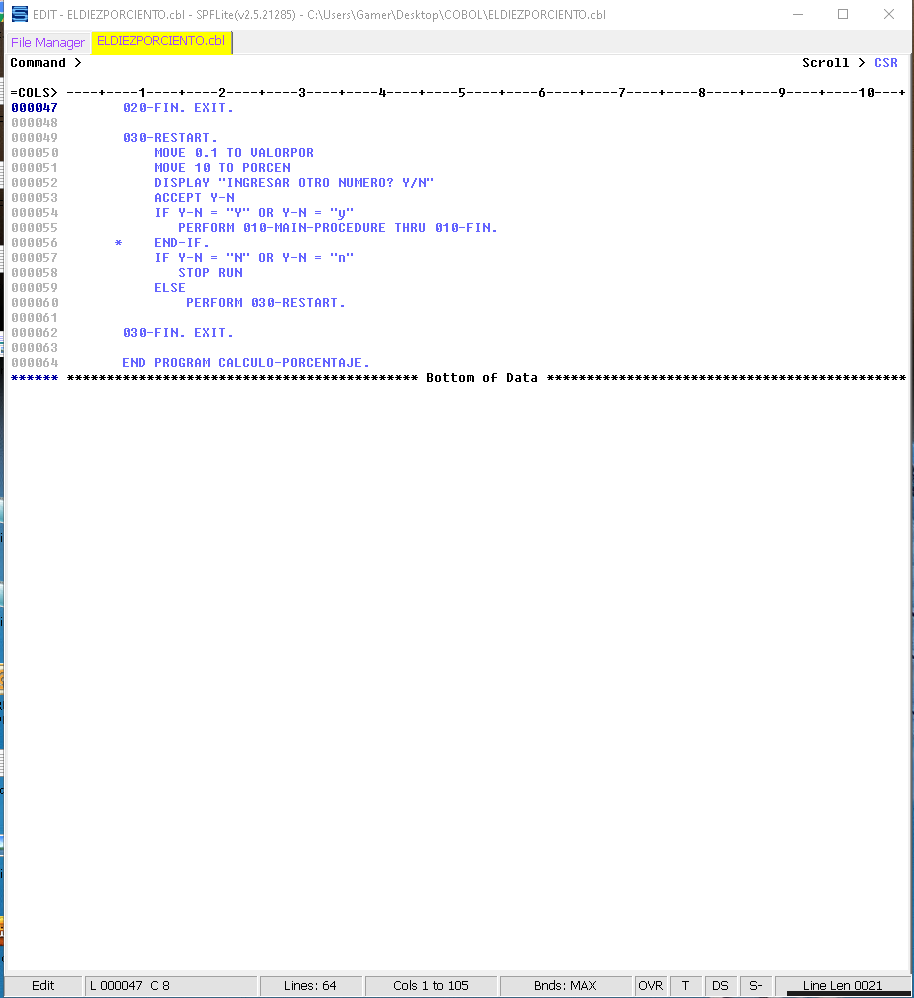 EDIT - ELDIEZPORCIENTO.cbl - SPFLite(v2.5.21285) - C:\Users\Gamer\Desktop\COBOL\ELDIEZPORCIENTO.cbl
File Manager ELDIEZPORCIENTO.cbl
Command > Scroll > CSR
=COLS> ----+----1----+----2----+----3----+----4----+----5----+----6----+----7----+----8----+----9----+----10---+
000047 020-FIN. EXIT.
000048
000049 030-RESTART.
000050 MOVE 0.1 TO VALORPOR
000051 MOVE 10 TO PORCEN
000052 DISPLAY "INGRESAR OTRO NUMERO? Y/N"
000053 ACCEPT Y-N
000054 IF Y-N = "Y" OR Y-N = "y"
000055 PERFORM 010-MAIN-PROCEDURE THRU 010-FIN.
000056 * END-IF.
000057 IF Y-N = "N" OR Y-N = "n"
000058 STOP RUN
000059 ELSE
000060 PERFORM 030-RESTART.
000061
000062 030-FIN. EXIT.
000063
000064 END PROGRAM CALCULO-PORCENTAJE.
****** ******************************************** Bottom of Data *********************************************
Edit L 000047 C 8 Lines: 64 Cols 1 to 105 Bnds: MAX OVR T DS S- Line Len 0021